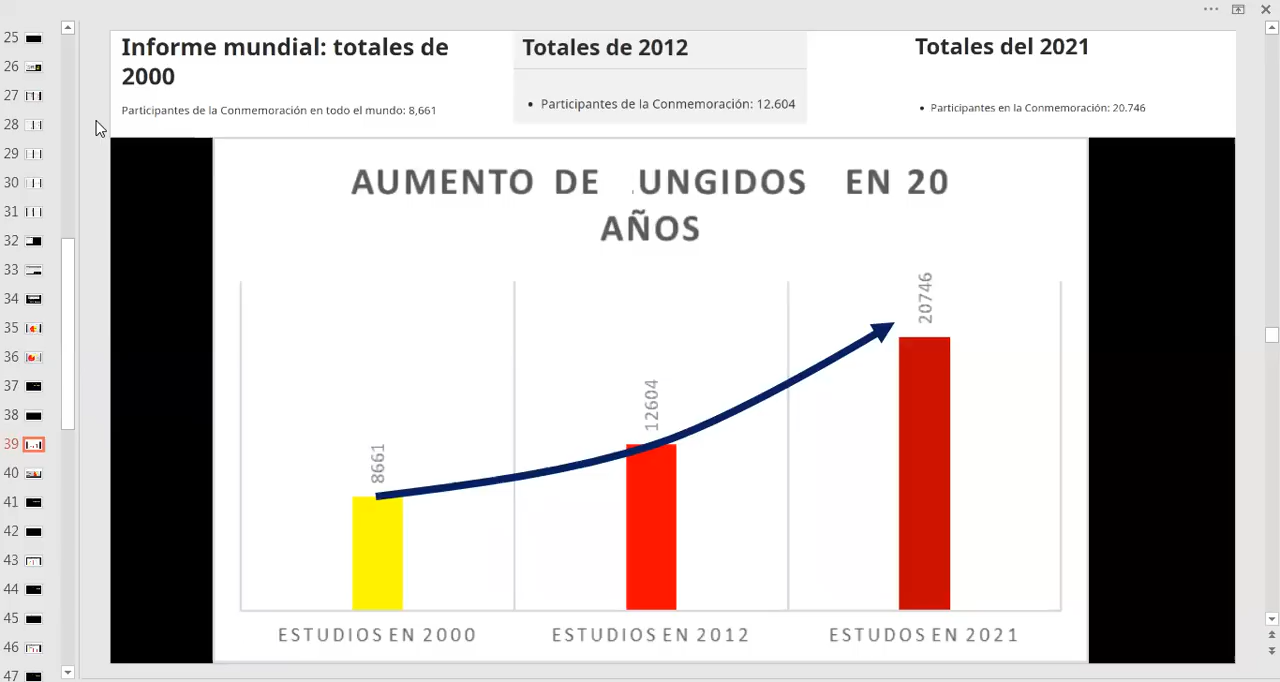 Informe mundial: totales de
2000
Participantes de la Conmemoración en todo el mundo: 8,661
Totales de 2012
• Participantes de la Conmemoración: 12.604
Totales del 2021
• Participantes en la Conmemoración: 20.746
AUMENTO DE UNGIDOS EN 20
AÑOS
8661
12604
20746
ESTUDIOS EN 2000
ESTUDIOS EN 2012
ESTUDOS EN 2021
25
26
27
28
29
30
31
32
33
34
35
36
37
38
39
40
41
42
43
44
45
46
47